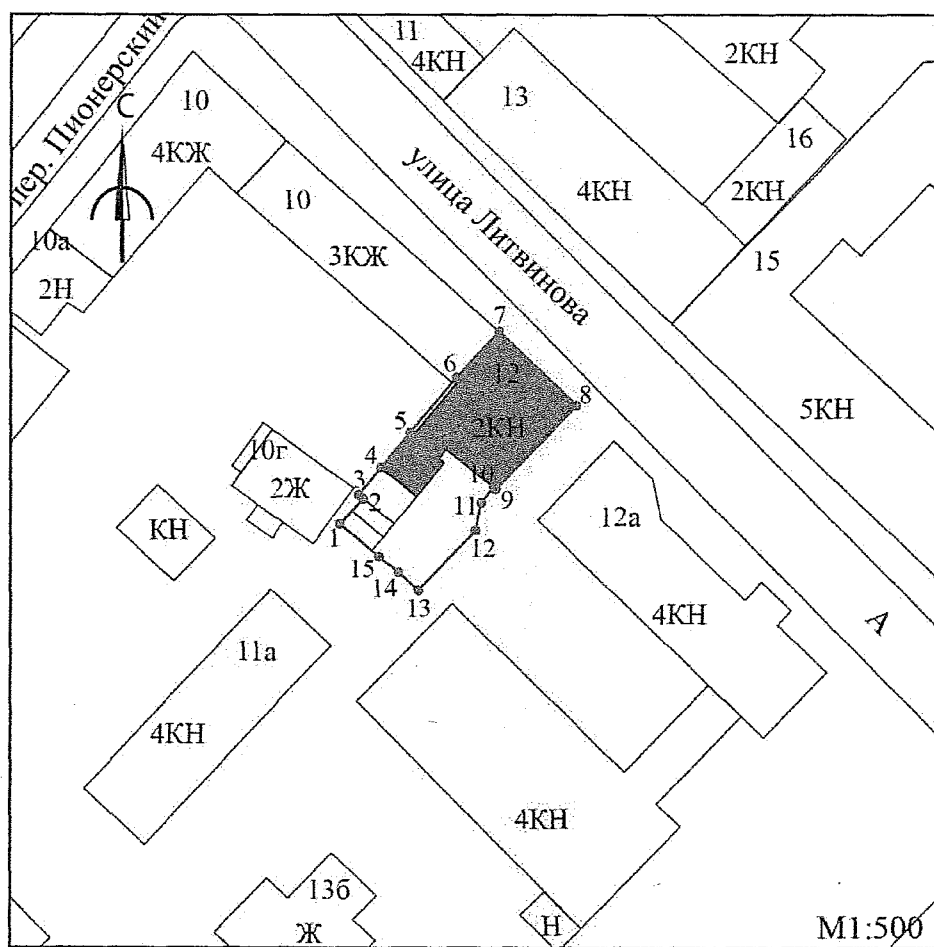 11
4КН
2КН
пер. Пионерский
10
С
13
4КЖ
16
улица Литвинова
10
4КН
2КН
10а
3КЖ
15
2Н
7
6
12
8
5
2КН
5КН
10г
4
2Ж
3
2
10
9
11
12а
КН
1
12
15
14
13
4КН
А
11а
4КН
4КН
13б
Ж
Н
М1:500